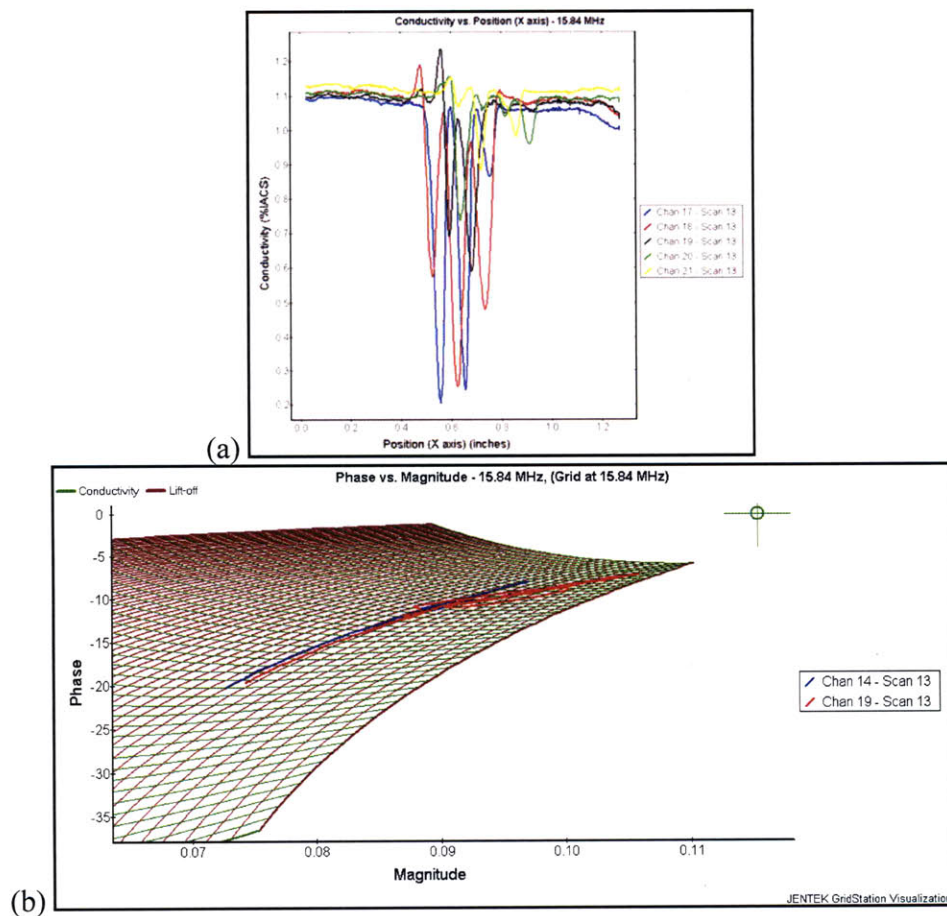 Conductivity vs. Position (X axis) - 15.84 MHz
1.2
1.1
1.0
0.9
0.8
0.7
0.6
0.5
0.4
0.3
0.2
Conductivity (%IACS)
0.0 0.2 0.4 0.6 0.8 1.0 1.2
Position (X axis) (inches)
Chan 17 - Scan 13
Chan 18 - Scan 13
Chan 19 - Scan 13
Chan 20 - Scan 13
Chan 21 - Scan 13
(a)
Phase vs. Magnitude - 15.84 MHz, (Grid at 15.84 MHz)
Conductivity Lift-off
0
-5
-10
-15
-20
-25
-30
-35
Phase
0.07 0.08 0.09 0.10 0.11
Magnitude
Chan 14 - Scan 13
Chan 19 - Scan 13
JENTEK GridStation Visualization
(b)